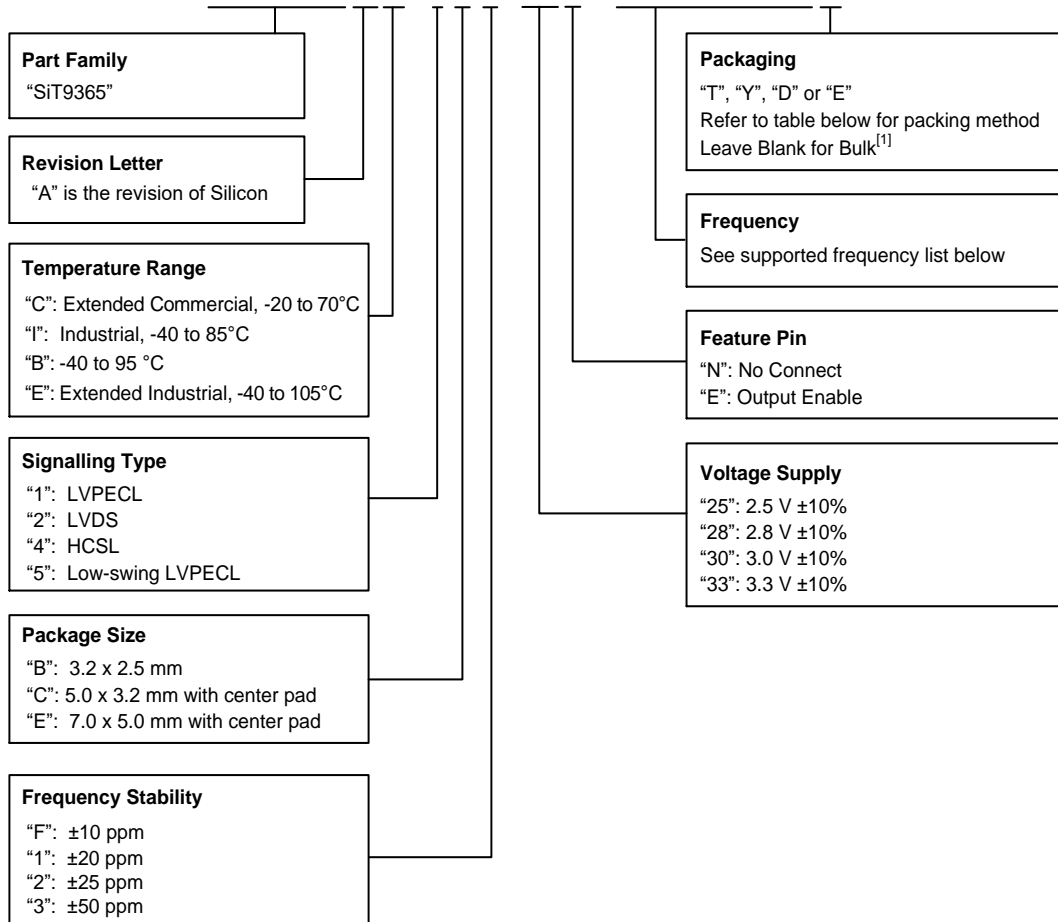 Part Family
“SiT9365”
Revision Letter
“A” is the revision of Silicon
Temperature Range
“C”: Extended Commercial, -20 to 70°C
“I”: Industrial, -40 to 85°C
“B”: -40 to 95 °C
“E”: Extended Industrial, -40 to 105°C
Signalling Type
“1”: LVPECL
“2”: LVDS
“4”: HCSL
“5”: Low-swing LVPECL
Package Size
“B”: 3.2 x 2.5 mm
“C”: 5.0 x 3.2 mm with center pad
“E”: 7.0 x 5.0 mm with center pad
Frequency Stability
“F”: ±10 ppm
“1”: ±20 ppm
“2”: ±25 ppm
“3”: ±50 ppm
Packaging
“T”, “Y”, “D” or “E”
Refer to table below for packing method
Leave Blank for Bulk[1]
Frequency
See supported frequency list below
Feature Pin
“N”: No Connect
“E”: Output Enable
Voltage Supply
“25”: 2.5 V ±10%
“28”: 2.8 V ±10%
“30”: 3.0 V ±10%
“33”: 3.3 V ±10%